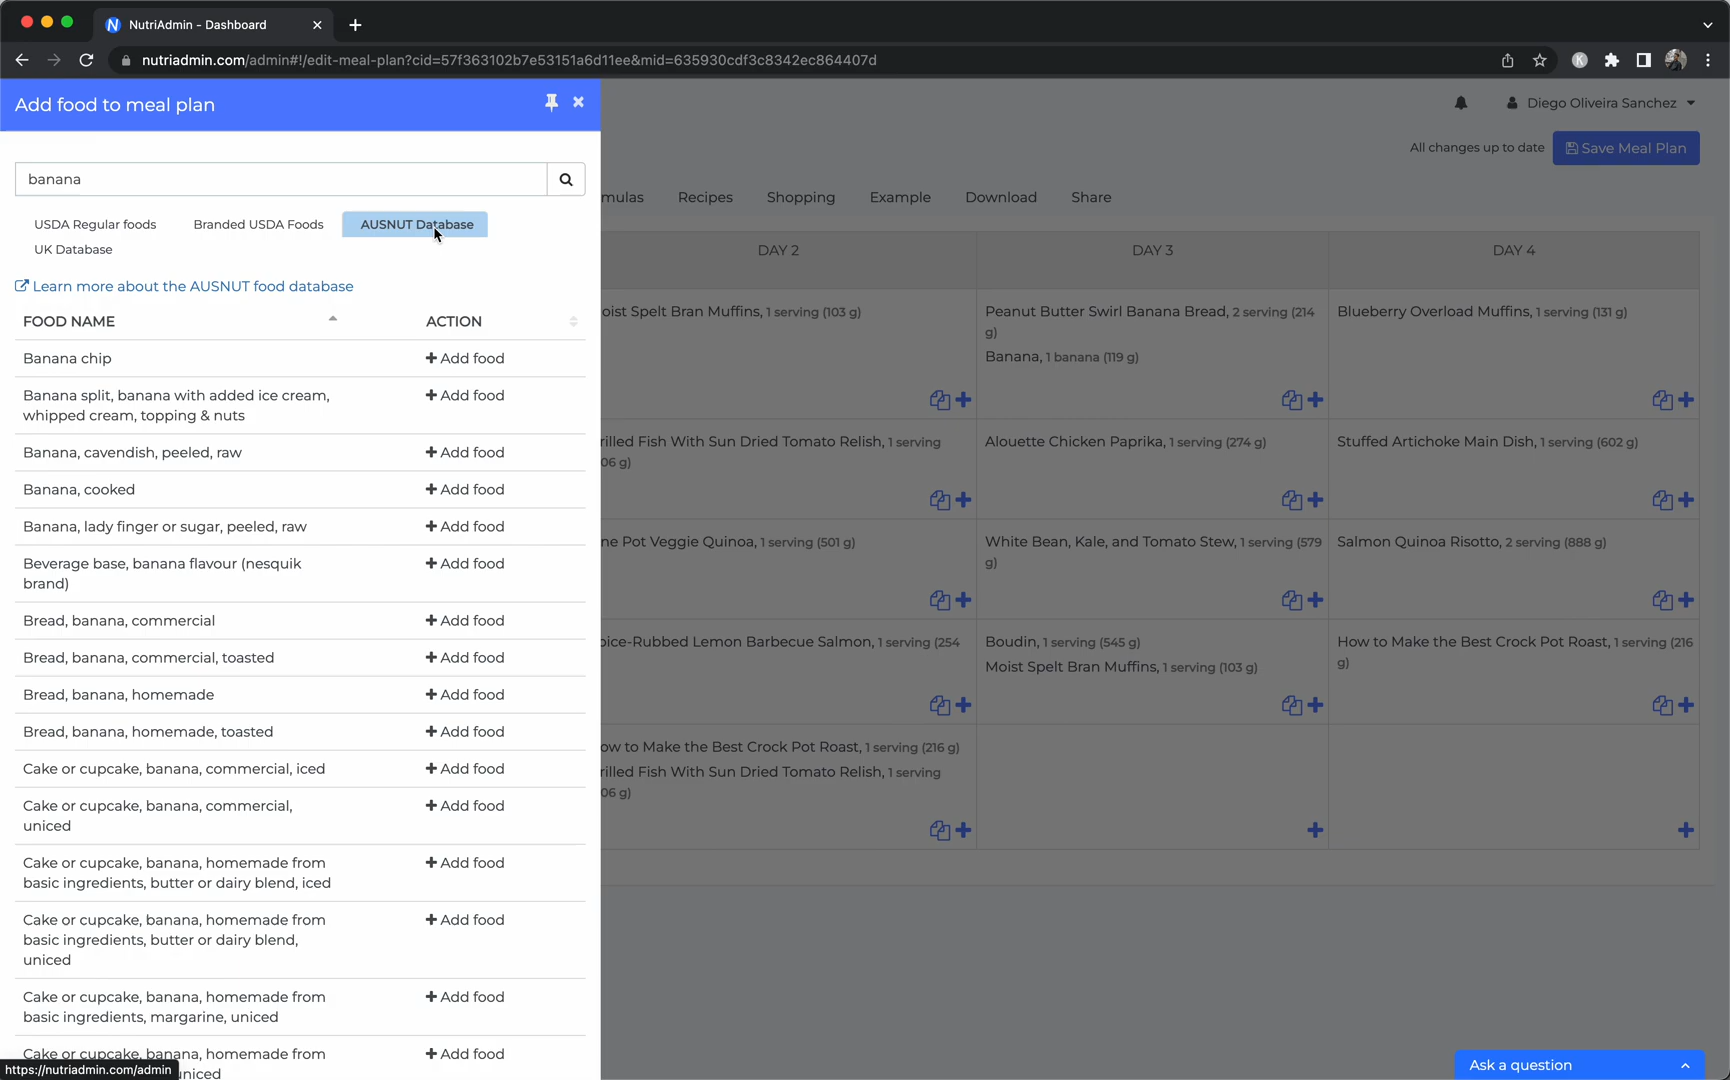 NutriAdmin - Dashboard
nutriadmin.com/admin#!/edit-meal-plan?cid=57f363102b7e53151a6d11ee&mid=635930cdf3c8342ec864407d
K
Add food to meal plan
Diego Oliveira Sanchez
All changes up to date
Save Meal Plan
banana
USDA Regular foods
Branded USDA Foods
AUSNUT Database
UK Database
Learn more about the AUSNUT food database
FOOD NAME
ACTION
Banana chip
Add food
Banana split, banana with added ice cream,
whipped cream, topping & nuts
Add food
Banana, cavendish, peeled, raw
Add food
Banana, cooked
Add food
Banana, lady finger or sugar, peeled, raw
Add food
Beverage base, banana flavour (nesquik
brand)
Add food
Bread, banana, commercial
Add food
Bread, banana, commercial, toasted
Add food
Bread, banana, homemade
Add food
Bread, banana, homemade, toasted
Add food
Cake or cupcake, banana, commercial, iced
Add food
Cake or cupcake, banana, commercial,
uniced
Add food
Cake or cupcake, banana, homemade from
basic ingredients, butter or dairy blend, iced
Add food
Cake or cupcake, banana, homemade from
basic ingredients, butter or dairy blend,
uniced
Add food
Cake or cupcake, banana, homemade from
basic ingredients, margarine, uniced
Add food
Cake or cupcake, banana, homemade from
uniced
Add food
https://nutriadmin.com/admin
mulas
Recipes
Shopping
Example
Download
Share
DAY 2
DAY 3
DAY 4
oist Spelt Bran Muffins, 1 serving (103 g)
Peanut Butter Swirl Banana Bread, 2 serving (214
g)
Banana, 1 banana (119 g)
Blueberry Overload Muffins, 1 serving (131 g)
rilled Fish With Sun Dried Tomato Relish, 1 serving
06 g)
Alouette Chicken Paprika, 1 serving (274 g)
Stuffed Artichoke Main Dish, 1 serving (602 g)
ne Pot Veggie Quinoa, 1 serving (501 g)
White Bean, Kale, and Tomato Stew, 1 serving (579
g)
Salmon Quinoa Risotto, 2 serving (888 g)
pice-Rubbed Lemon Barbecue Salmon, 1 serving (254
Boudin, 1 serving (545 g)
Moist Spelt Bran Muffins, 1 serving (103 g)
How to Make the Best Crock Pot Roast, 1 serving (216
g)
ow to Make the Best Crock Pot Roast, 1 serving (216 g)
rilled Fish With Sun Dried Tomato Relish, 1 serving
06 g)
Ask a question